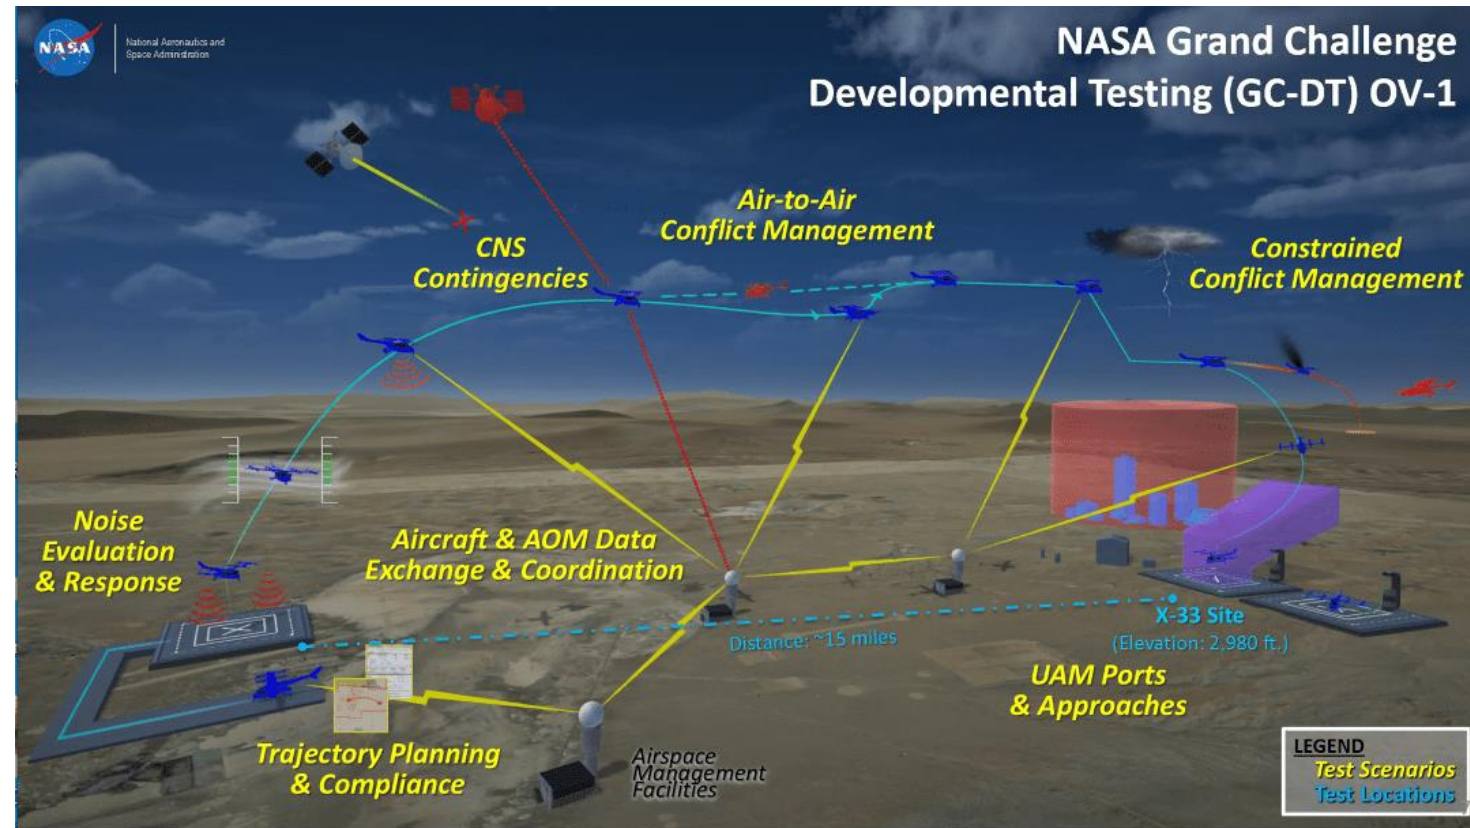 NASA
National Aeronautics and
Space Administration
NASA Grand Challenge
Developmental Testing (GC-DT) OV-1
Air-to-Air
Conflict Management
CNS
Contingencies
Constrained
Conflict Management
Noise
Evaluation
& Response
Aircraft & AOM Data
Exchange & Coordination
Distance: ~15 miles
X-33 Site
(Elevation: 2,980 ft.)
UAM Ports
& Approaches
Trajectory Planning
& Compliance
Airspace
Management
Facilities
LEGEND
Test Scenarios
Test Locations